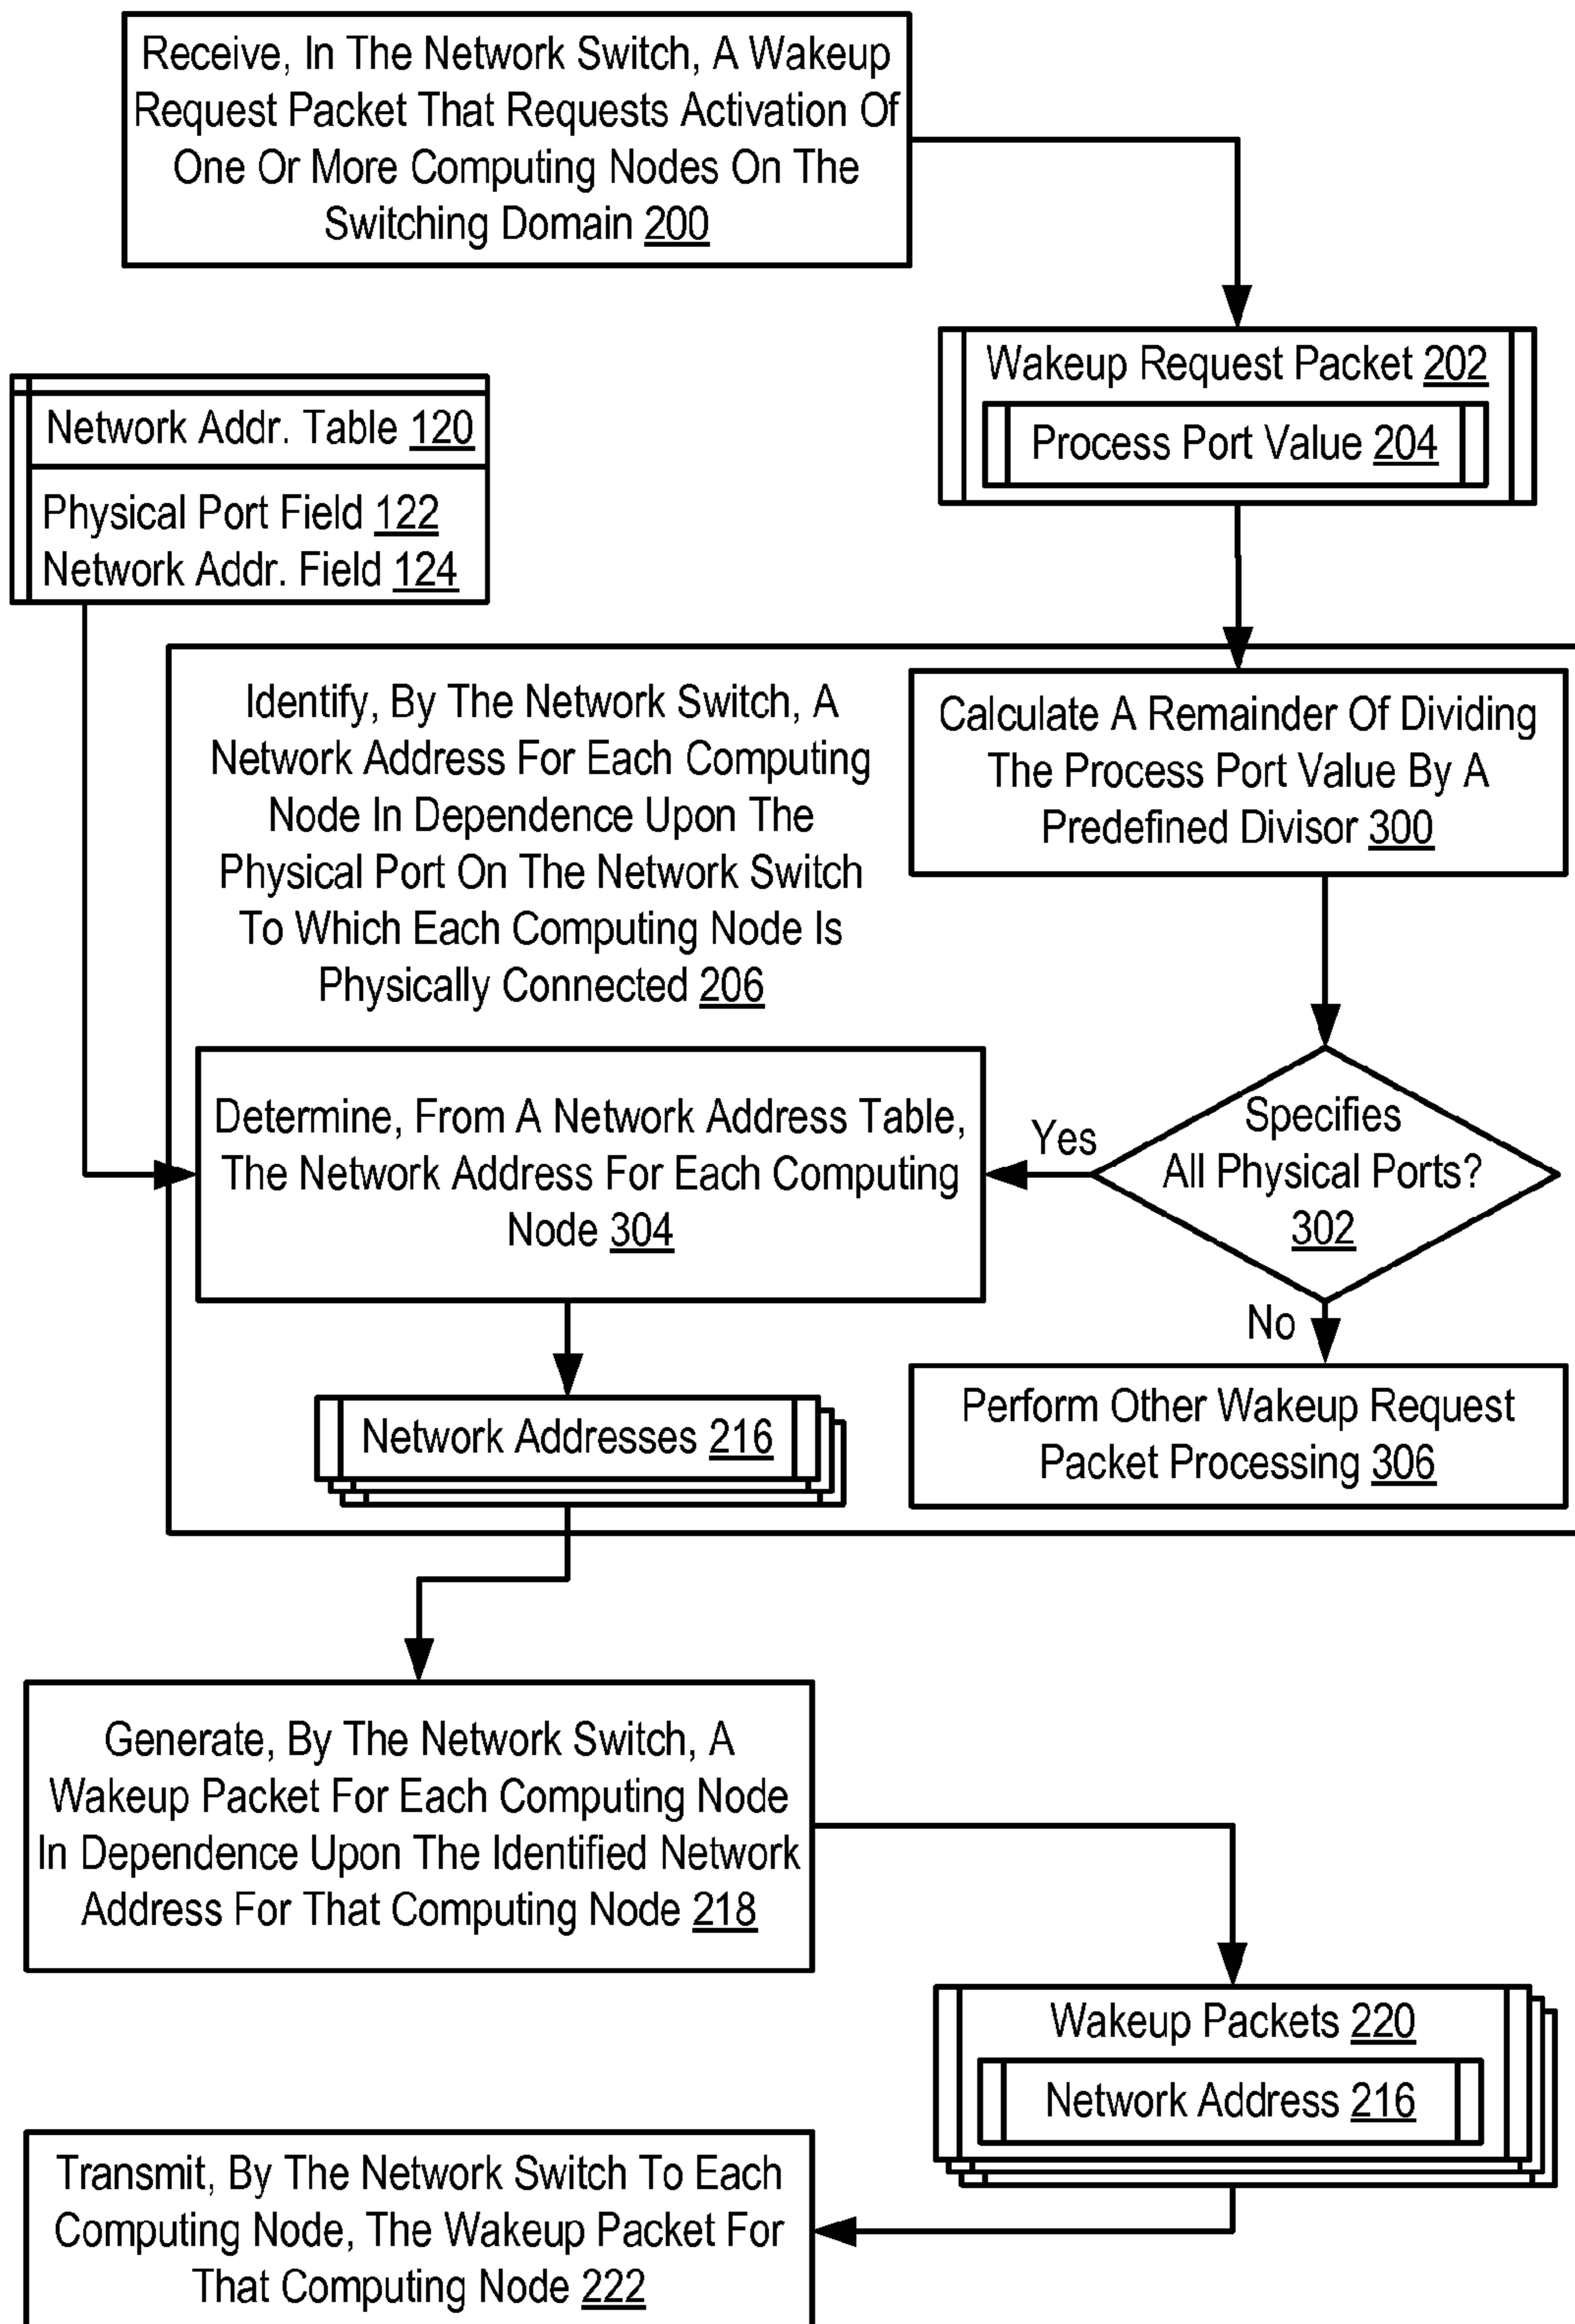 Receive, In The Network Switch, A Wakeup
Request Packet That Requests Activation Of
One Or More Computing Nodes On The
Switching Domain 200
Wakeup Request Packet 202
Process Port Value 204
Network Addr. Table 120
Physical Port Field 122
Network Addr. Field 124
Identify, By The Network Switch, A
Network Address For Each Computing
Node In Dependence Upon The
Physical Port On The Network Switch
To Which Each Computing Node Is
Physically Connected 206
Calculate A Remainder Of Dividing
The Process Port Value By A
Predefined Divisor 300
Specifies
All Physical Ports?
302
Yes
No
Determine, From A Network Address Table,
The Network Address For Each Computing
Node 304
Perform Other Wakeup Request
Packet Processing 306
Network Addresses 216
Generate, By The Network Switch, A
Wakeup Packet For Each Computing Node
In Dependence Upon The Identified Network
Address For That Computing Node 218
Wakeup Packets 220
Network Address 216
Transmit, By The Network Switch To Each
Computing Node, The Wakeup Packet For
That Computing Node 222